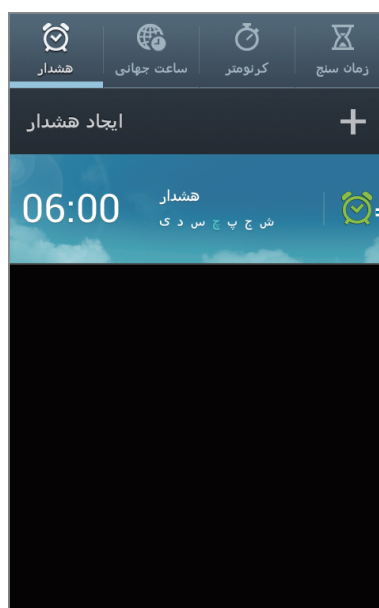 هشدار
ساعت جهانی
کرنومتر
زمان سنج
ایجاد هشدار
06:00
هشدار
ش ج پ چ س د ی